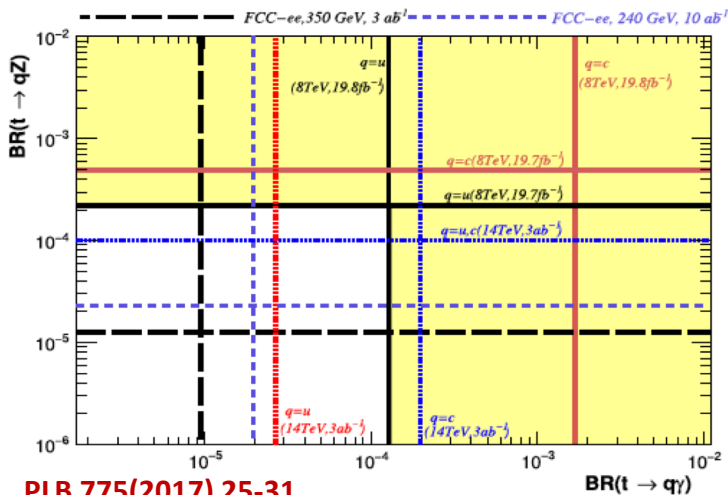 FCC-ee,350 GeV, 3 ab⁻¹ FCC-ee, 240 GeV, 10 ab⁻¹
BR(t → qZ)
10⁻²
10⁻³
10⁻⁴
10⁻⁵
10⁻⁶
q=u
(8TeV,19.8fb⁻¹)
q=c
(8TeV,19.8fb⁻¹)
q=c(8TeV,19.7fb⁻¹)
q=u(8TeV,19.7fb⁻¹)
q=u,c(14TeV,3ab⁻¹)
q=u
(14TeV,3ab⁻¹)
q=c
(14TeV,3ab⁻¹)
10⁻⁵ 10⁻⁴ 10⁻³ 10⁻²
BR(t → qγ)
PLB 775(2017) 25-31